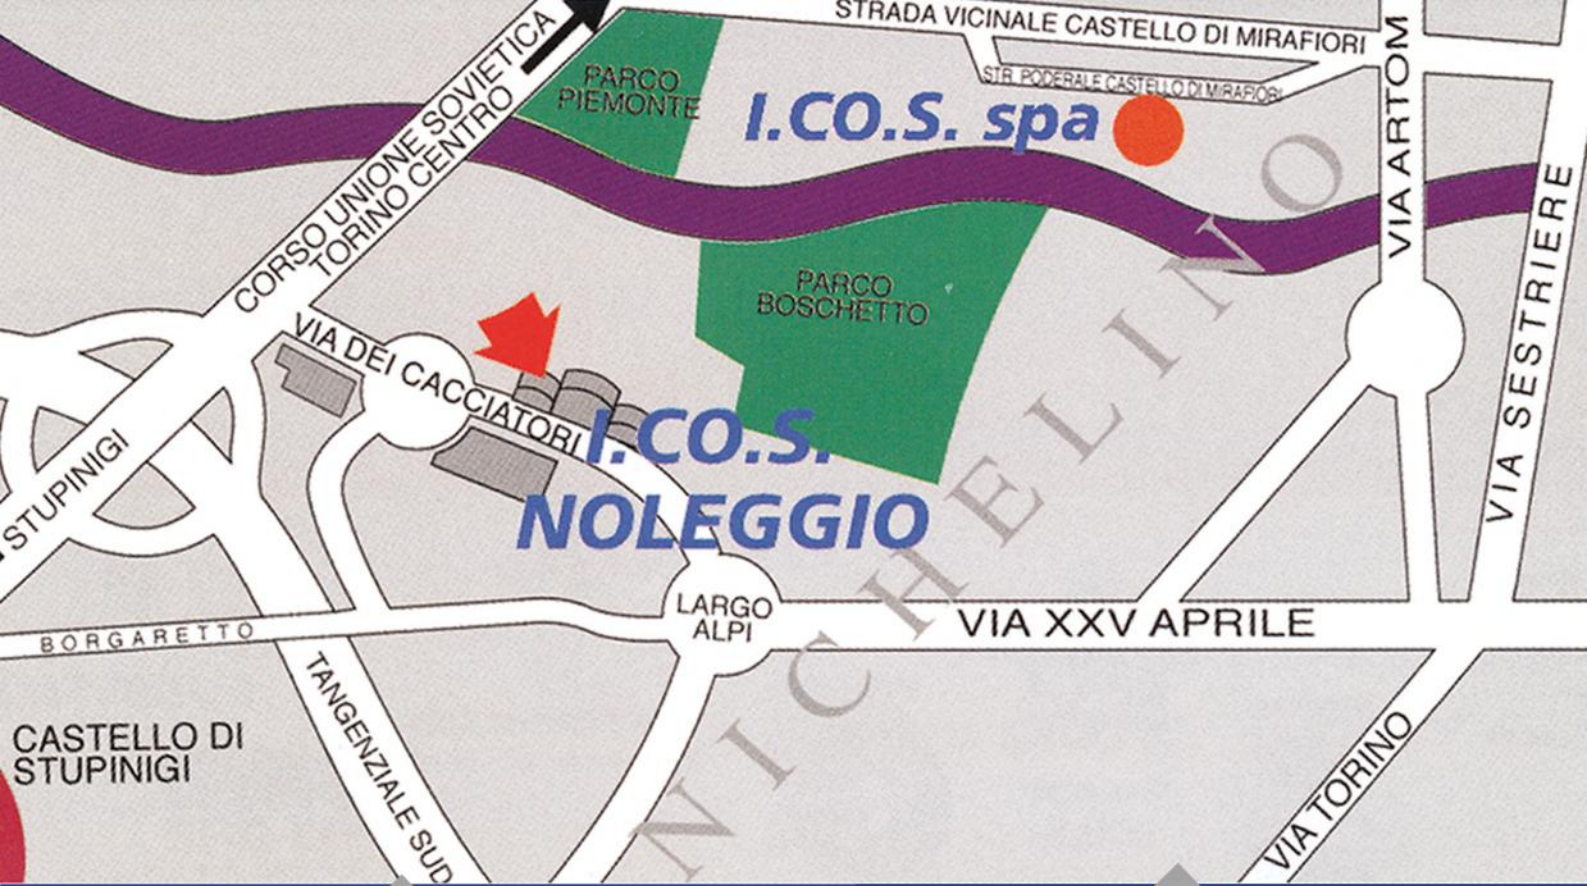 STRADA VICINALE CASTELLO DI MIRAFIORI
STR. PODERALE CASTELLO DI MIRAFIORI
PARCO
PIEMONTE
I.CO.S. spa
CORSO UNIONE SOVIETICA
TORINO CENTRO
VIA ARTOM
VIA SESTRIERE
PARCO
BOSCHETTO
VIA DEI CACCIATORI
I.CO.S.
NOLEGGIO
STUPINIGI
NICHELINO
LARGO
ALPI
VIA XXV APRILE
BORGARETTO
TANGENZIALE SUD
CASTELLO DI
STUPINIGI
VIA TORINO